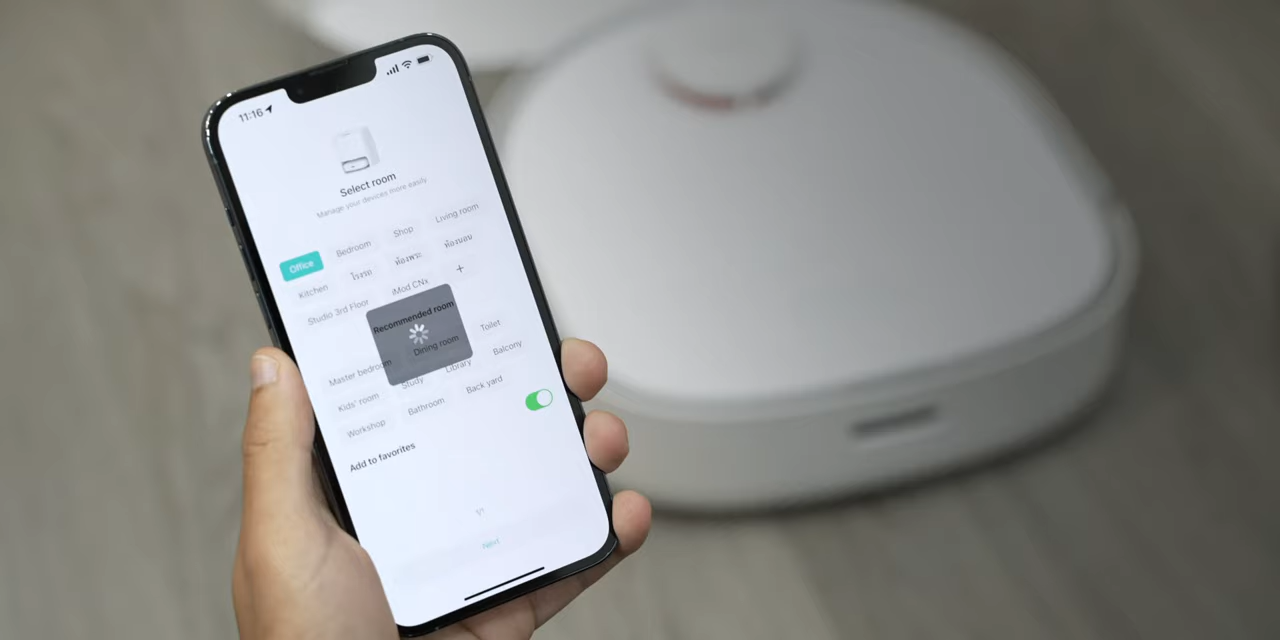 11:16
Select room
Manage your devices more easily
Office Bedroom Shop Living room
Kitchen โรงรถ ห้องพระ ห้องนอน
Studio 3rd Floor iMod CNx +
Recommended room
Master bedroom Dining room Toilet
Kids' room Study Library Balcony
Workshop Bathroom Back yard
Add to favorites
1/1
Next